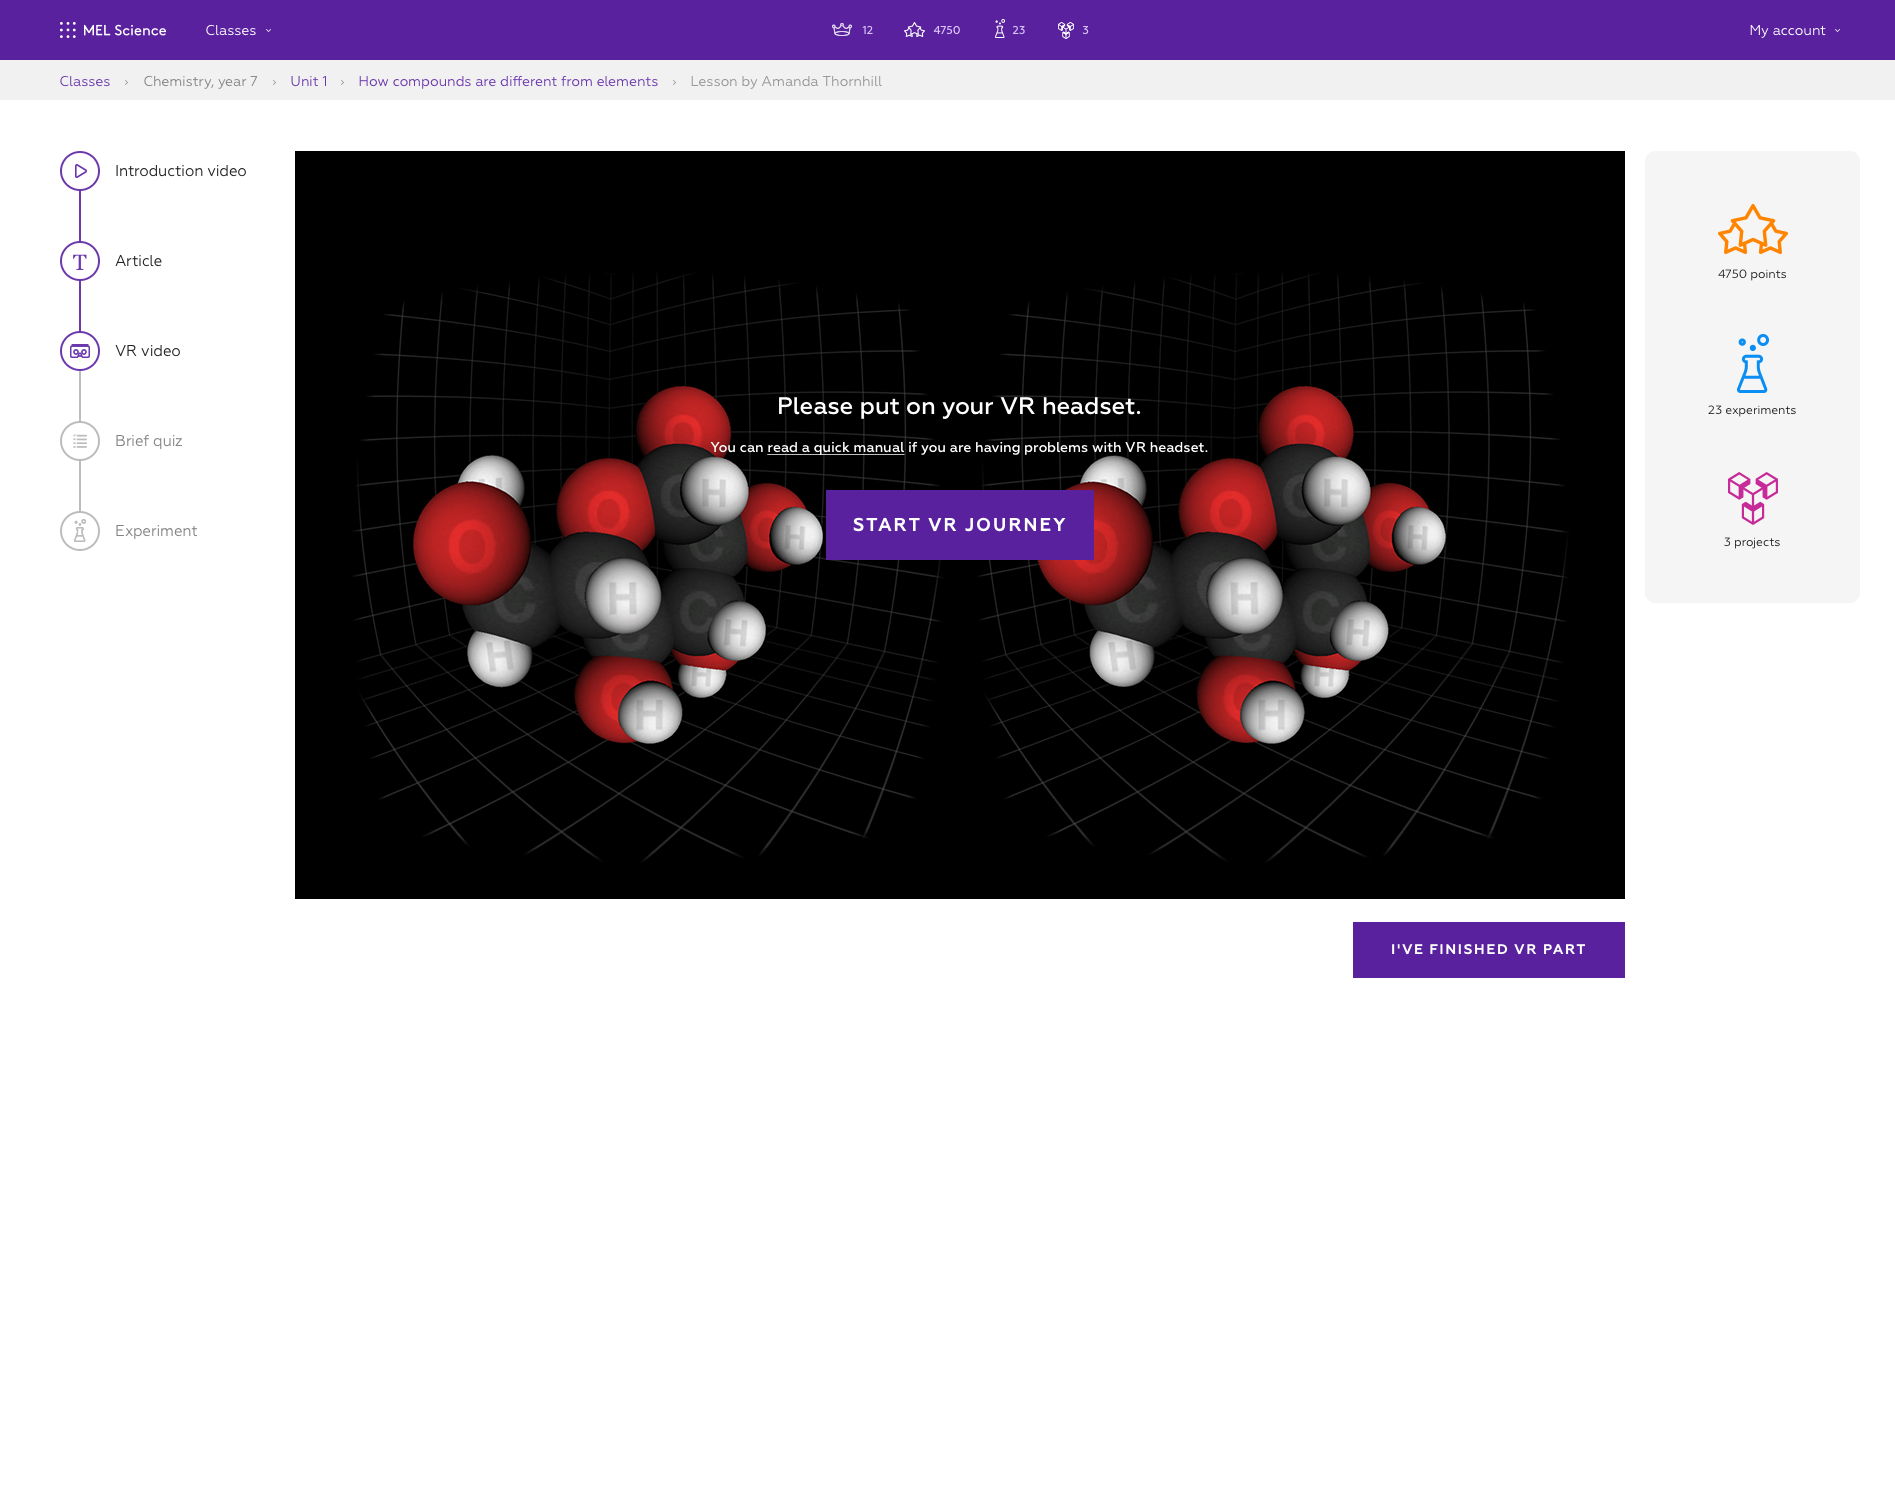 MEL Science
Classes
12
4750
23
3
My account
Classes › Chemistry, year 7 › Unit 1 › How compounds are different from elements › Lesson by Amanda Thornhill
Introduction video
T
Article
VR video
Brief quiz
Experiment
Please put on your VR headset.
You can read a quick manual if you are having problems with VR headset.
START VR JOURNEY
O
H
O
C
H
O
H
C
C
C
H
C
H
C
H
H
O
H
O
H
O
C
H
O
H
O
C
C
C
H
C
H
C
H
H
O
H
4750 points
23 experiments
3 projects
I'VE FINISHED VR PART